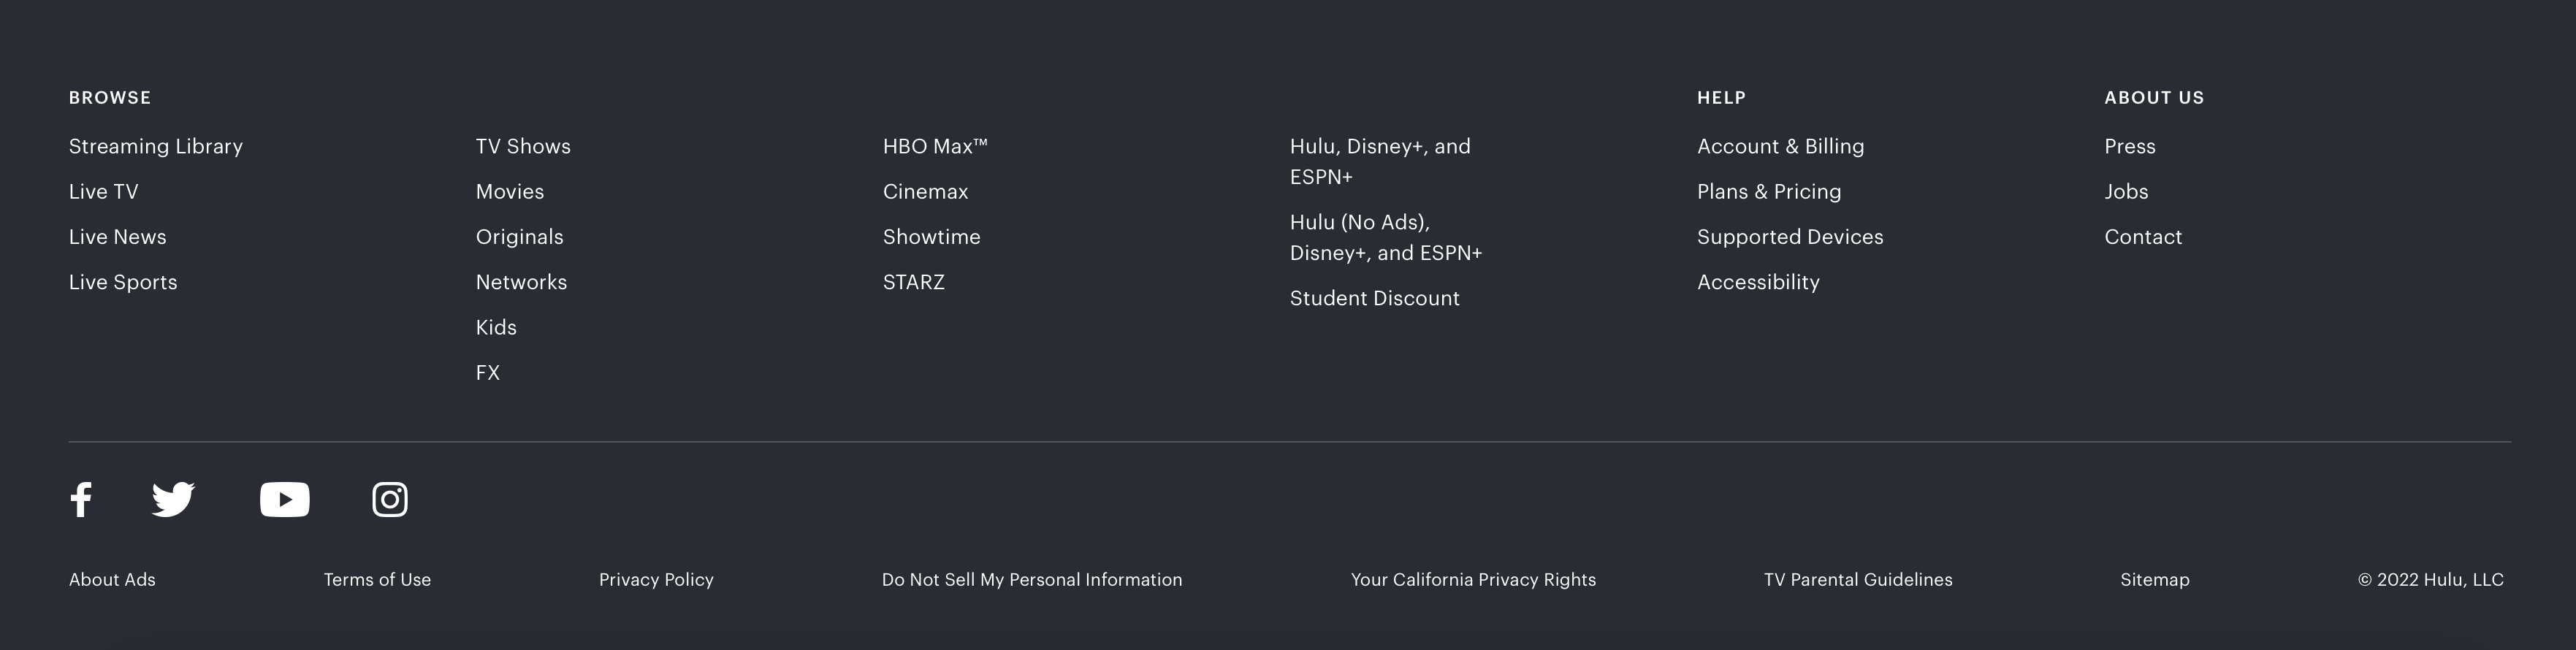 BROWSE
Streaming Library
Live TV
Live News
Live Sports
TV Shows
Movies
Originals
Networks
Kids
FX
HBO Max™
Cinemax
Showtime
STARZ
Hulu, Disney+, and
ESPN+
Hulu (No Ads),
Disney+, and ESPN+
Student Discount
HELP
Account & Billing
Plans & Pricing
Supported Devices
Accessibility
ABOUT US
Press
Jobs
Contact
About Ads
Terms of Use
Privacy Policy
Do Not Sell My Personal Information
Your California Privacy Rights
TV Parental Guidelines
Sitemap
© 2022 Hulu, LLC